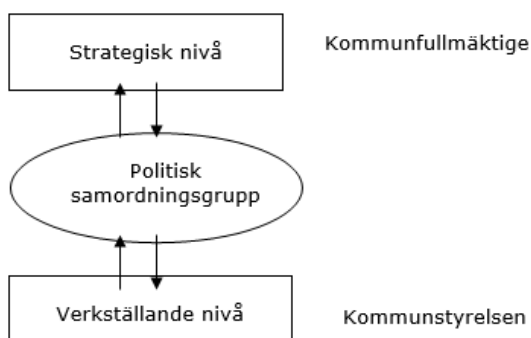 Strategisk nivå
Kommunfullmäktige
Politisk
samordningsgrupp
Verkställande nivå
Kommunstyrelsen